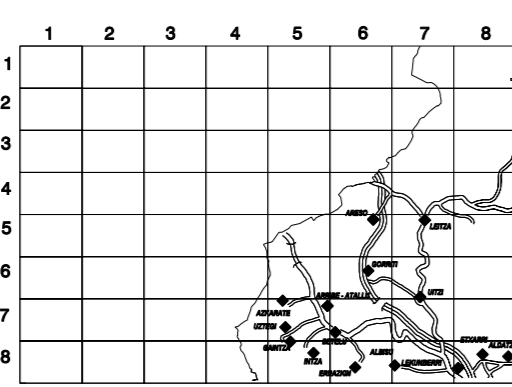 1 2 3 4 5 6 7 8
1
2
3
4
ARESO
5
LEITZA
GORRITI
6
UITZI
ARRIBE - ATALLU
7
AZKARATE
UZTEGI
BETELU
GAINTZA
ETXARRI
ALDATZ
INTZA
ALBISU
8
LEKUNBERRI
ERRAZKIN